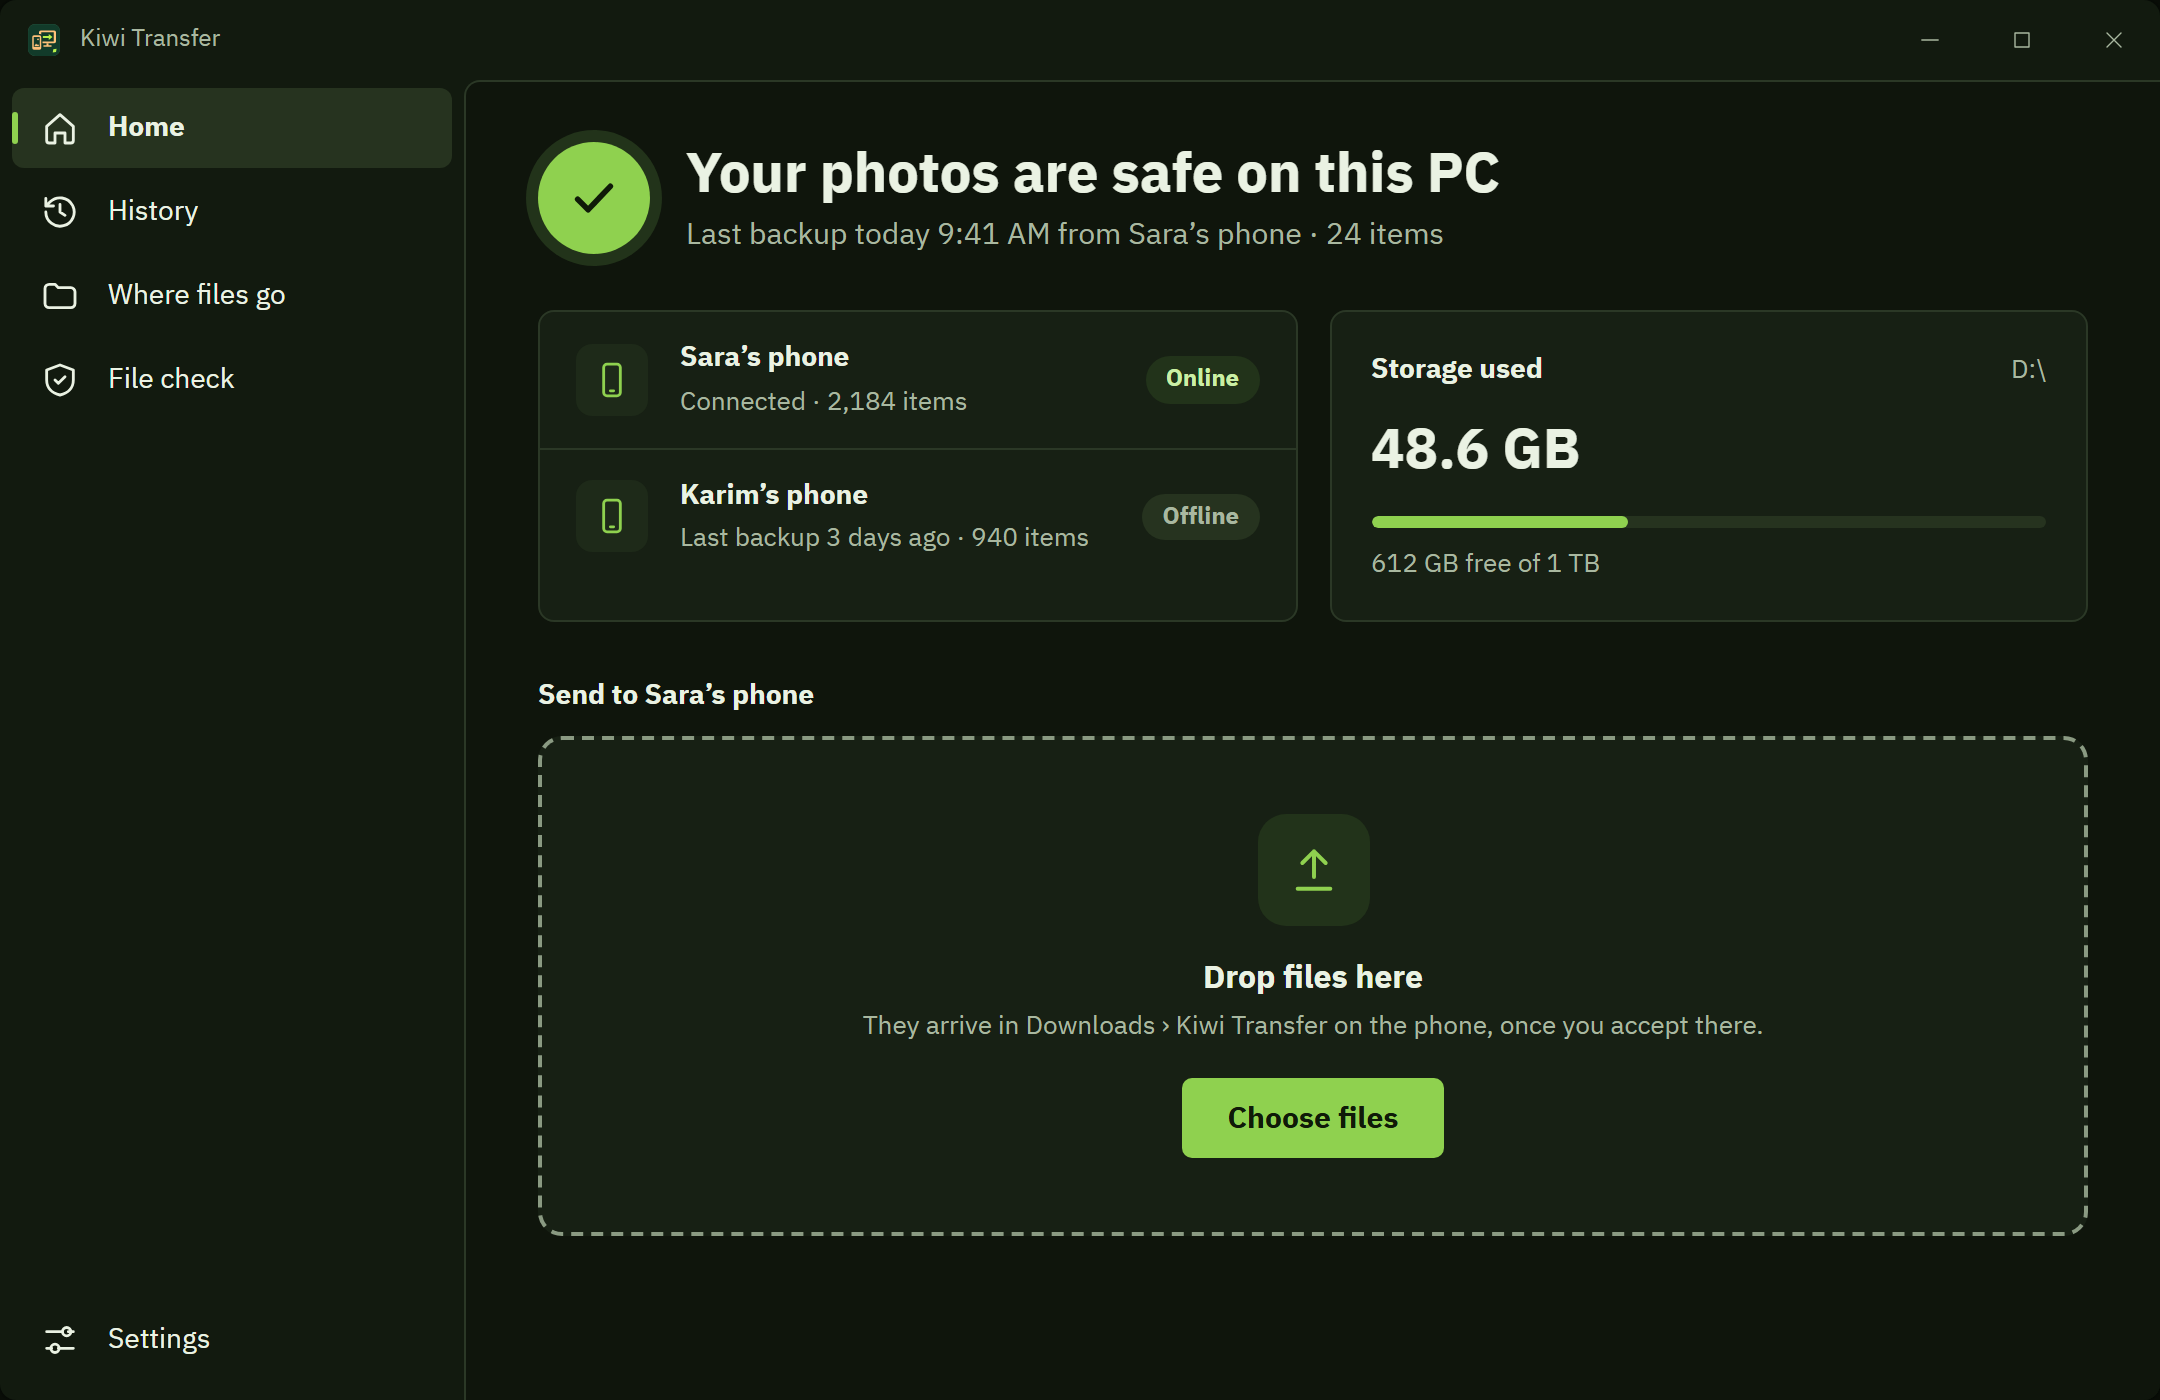 Kiwi Transfer
Home
History
Where files go
File check
Settings
Your photos are safe on this PC
Last backup today 9:41 AM from Sara’s phone · 24 items
Sara’s phone
Connected · 2,184 items
Online
Karim’s phone
Last backup 3 days ago · 940 items
Offline
Storage used
D:\
48.6 GB
612 GB free of 1 TB
Send to Sara’s phone
Drop files here
They arrive in Downloads › Kiwi Transfer on the phone, once you accept there.
Choose files